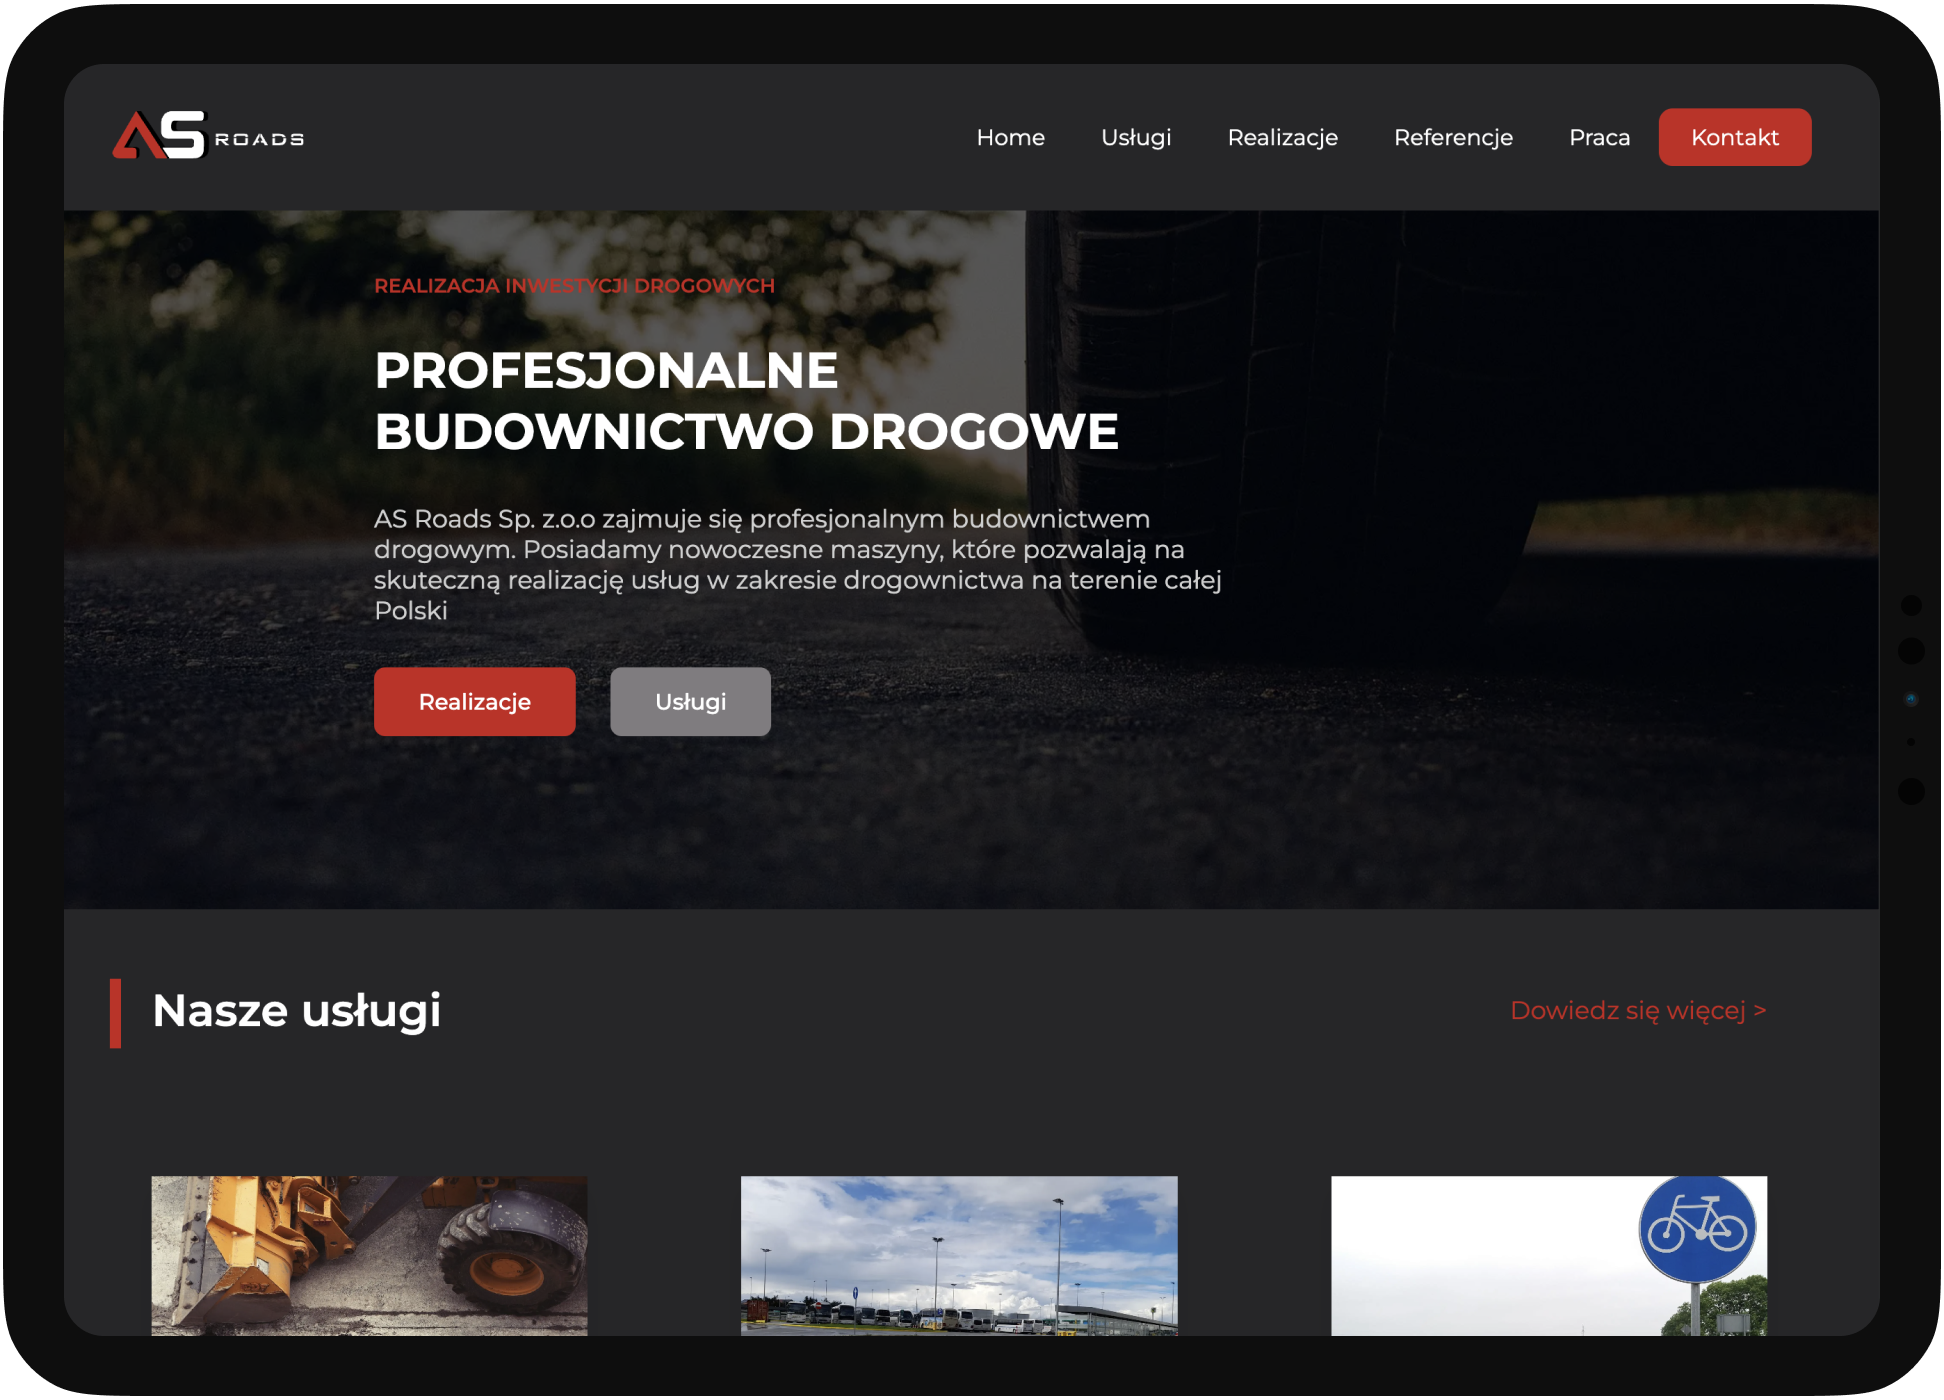 AS ROADS
Home Usługi Realizacje Referencje Praca Kontakt
REALIZACJA INWESTYCJI DROGOWYCH
PROFESJONALNE
BUDOWNICTWO DROGOWE
AS Roads Sp. z.o.o zajmuje się profesjonalnym budownictwem
drogowym. Posiadamy nowoczesne maszyny, które pozwalają na
skuteczną realizację usług w zakresie drogownictwa na terenie całej
Polski
Realizacje Usługi
Nasze usługi
Dowiedz się więcej >